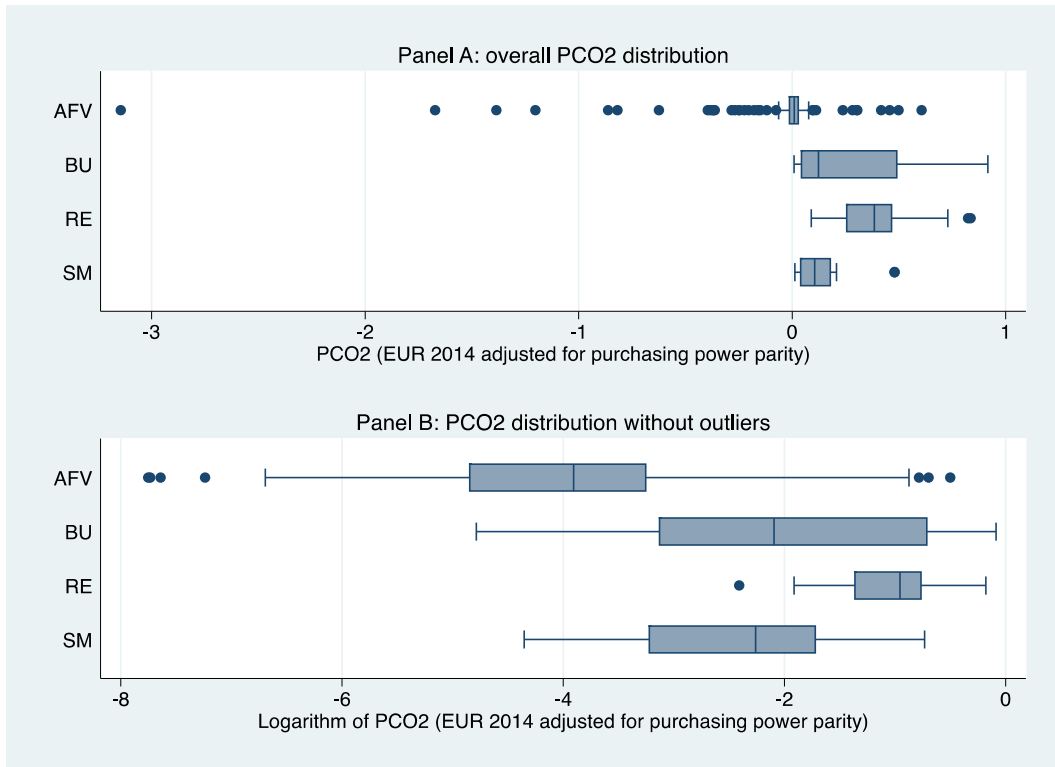 Panel A: overall PCO2 distribution
AFV
BU
RE
SM
-3 -2 -1 0 1
PCO2 (EUR 2014 adjusted for purchasing power parity)
Panel B: PCO2 distribution without outliers
AFV
BU
RE
SM
-8 -6 -4 -2 0
Logarithm of PCO2 (EUR 2014 adjusted for purchasing power parity)